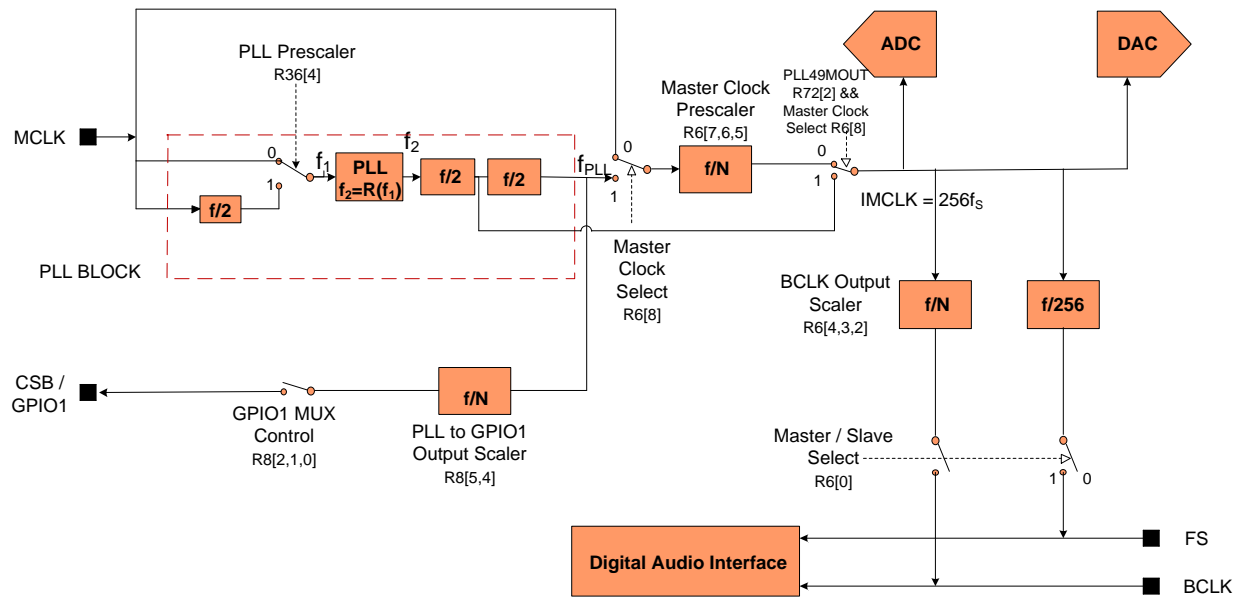 ADC
DAC
PLL Prescaler
R36[4]
PLL49MOUT
R72[2] &&
Master Clock
Select R6[8]
Master Clock
Prescaler
R6[7,6,5]
MCLK
0
1
f1
PLL
f2=R(f1)
f2
f/2
f/2
f/2
fPLL
0
1
f/N
0
1
IMCLK = 256fS
PLL BLOCK
Master
Clock
Select
R6[8]
BCLK Output
Scaler
R6[4,3,2]
f/N
f/256
CSB /
GPIO1
GPIO1 MUX
Control
R8[2,1,0]
f/N
PLL to GPIO1
Output Scaler
R8[5,4]
Master / Slave
Select
R6[0]
1
0
Digital Audio Interface
FS
BCLK